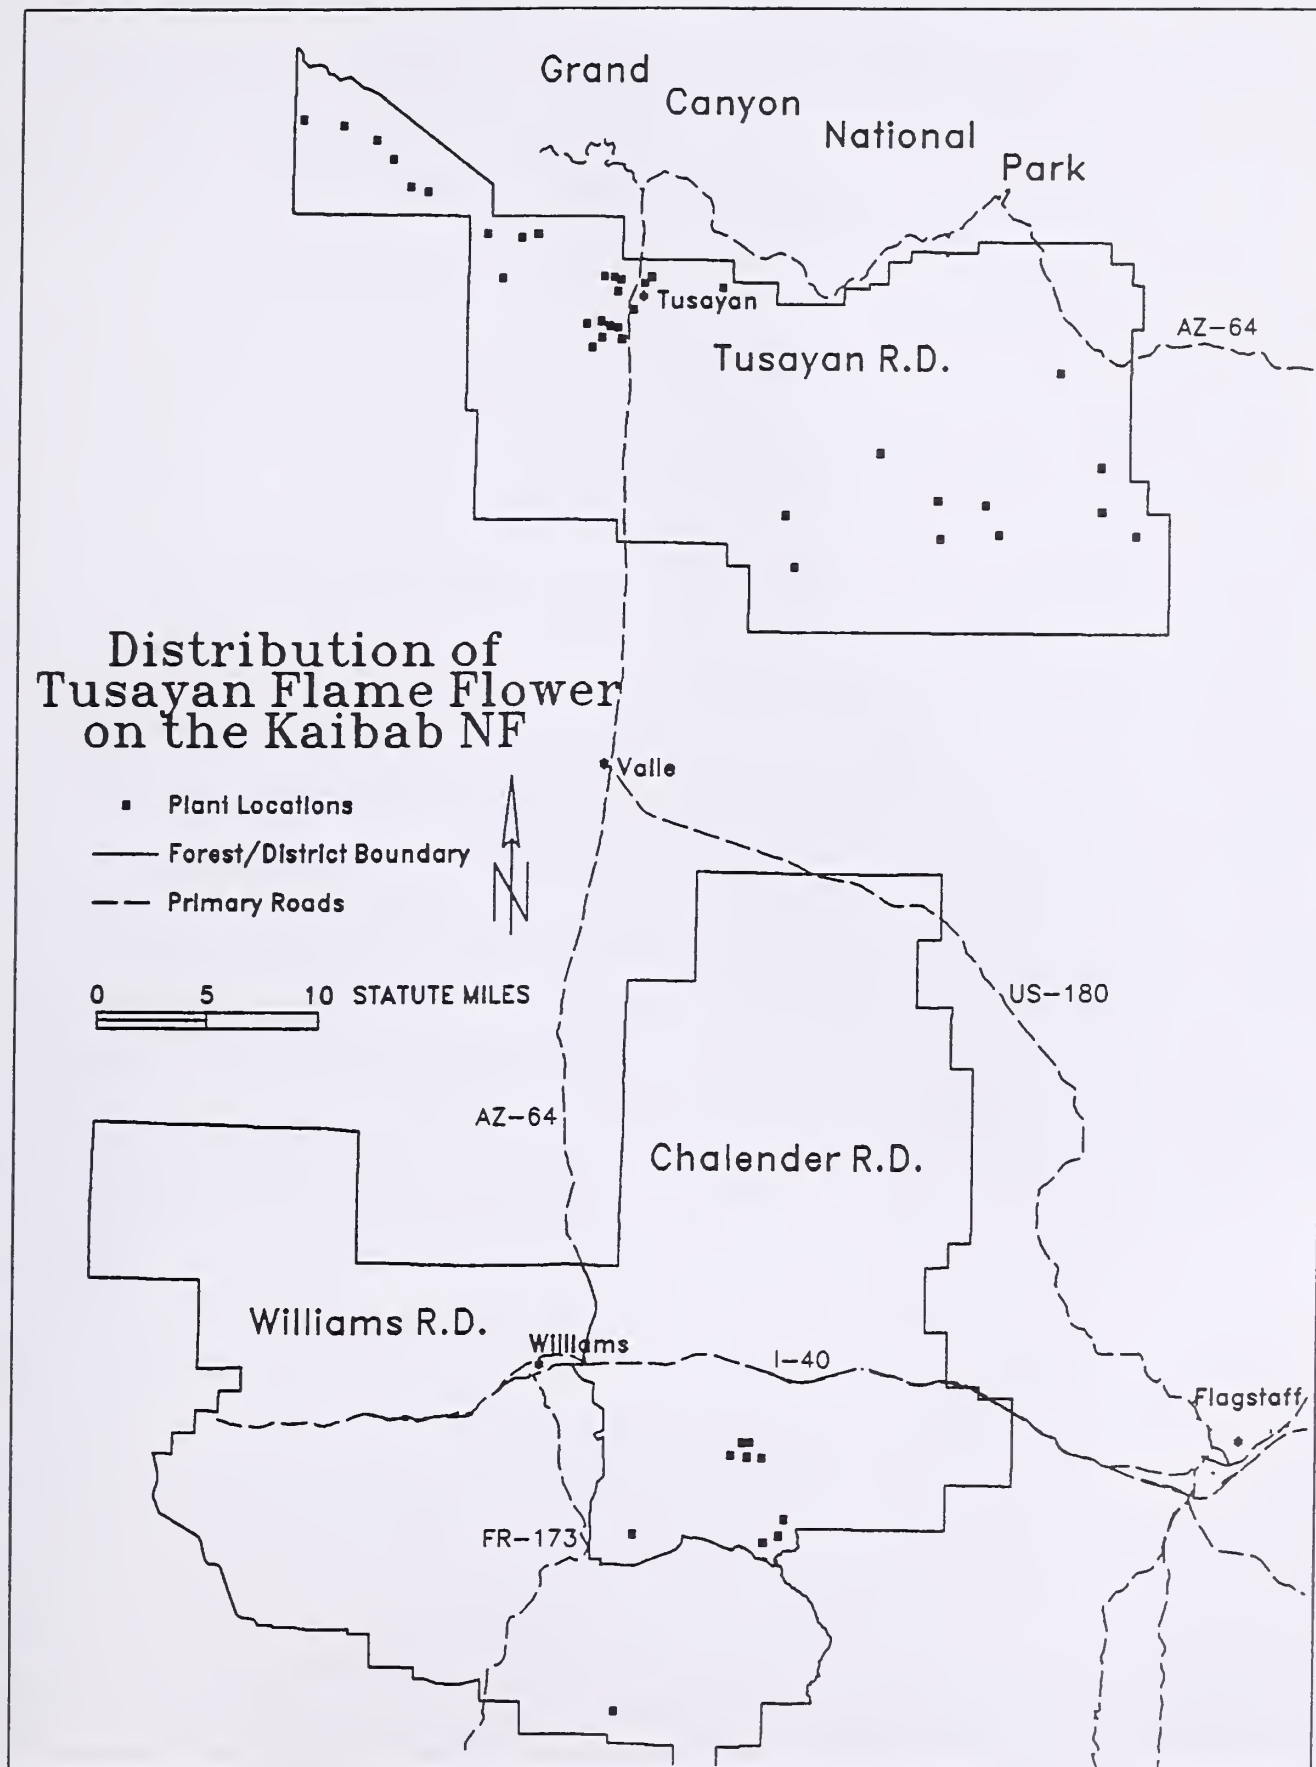 Grand
Canyon
National
Park
Tusayan
AZ-64
Tusayan R.D.
Distribution of
Tusayan Flame Flower
on the Kaibab NF
Valle
Plant Locations
Forest/District Boundary
Primary Roads
N
0 5 10 STATUTE MILES
US-180
AZ-64
Chalender R.D.
Williams R.D.
Williams
I-40
Flagstaff
FR-173